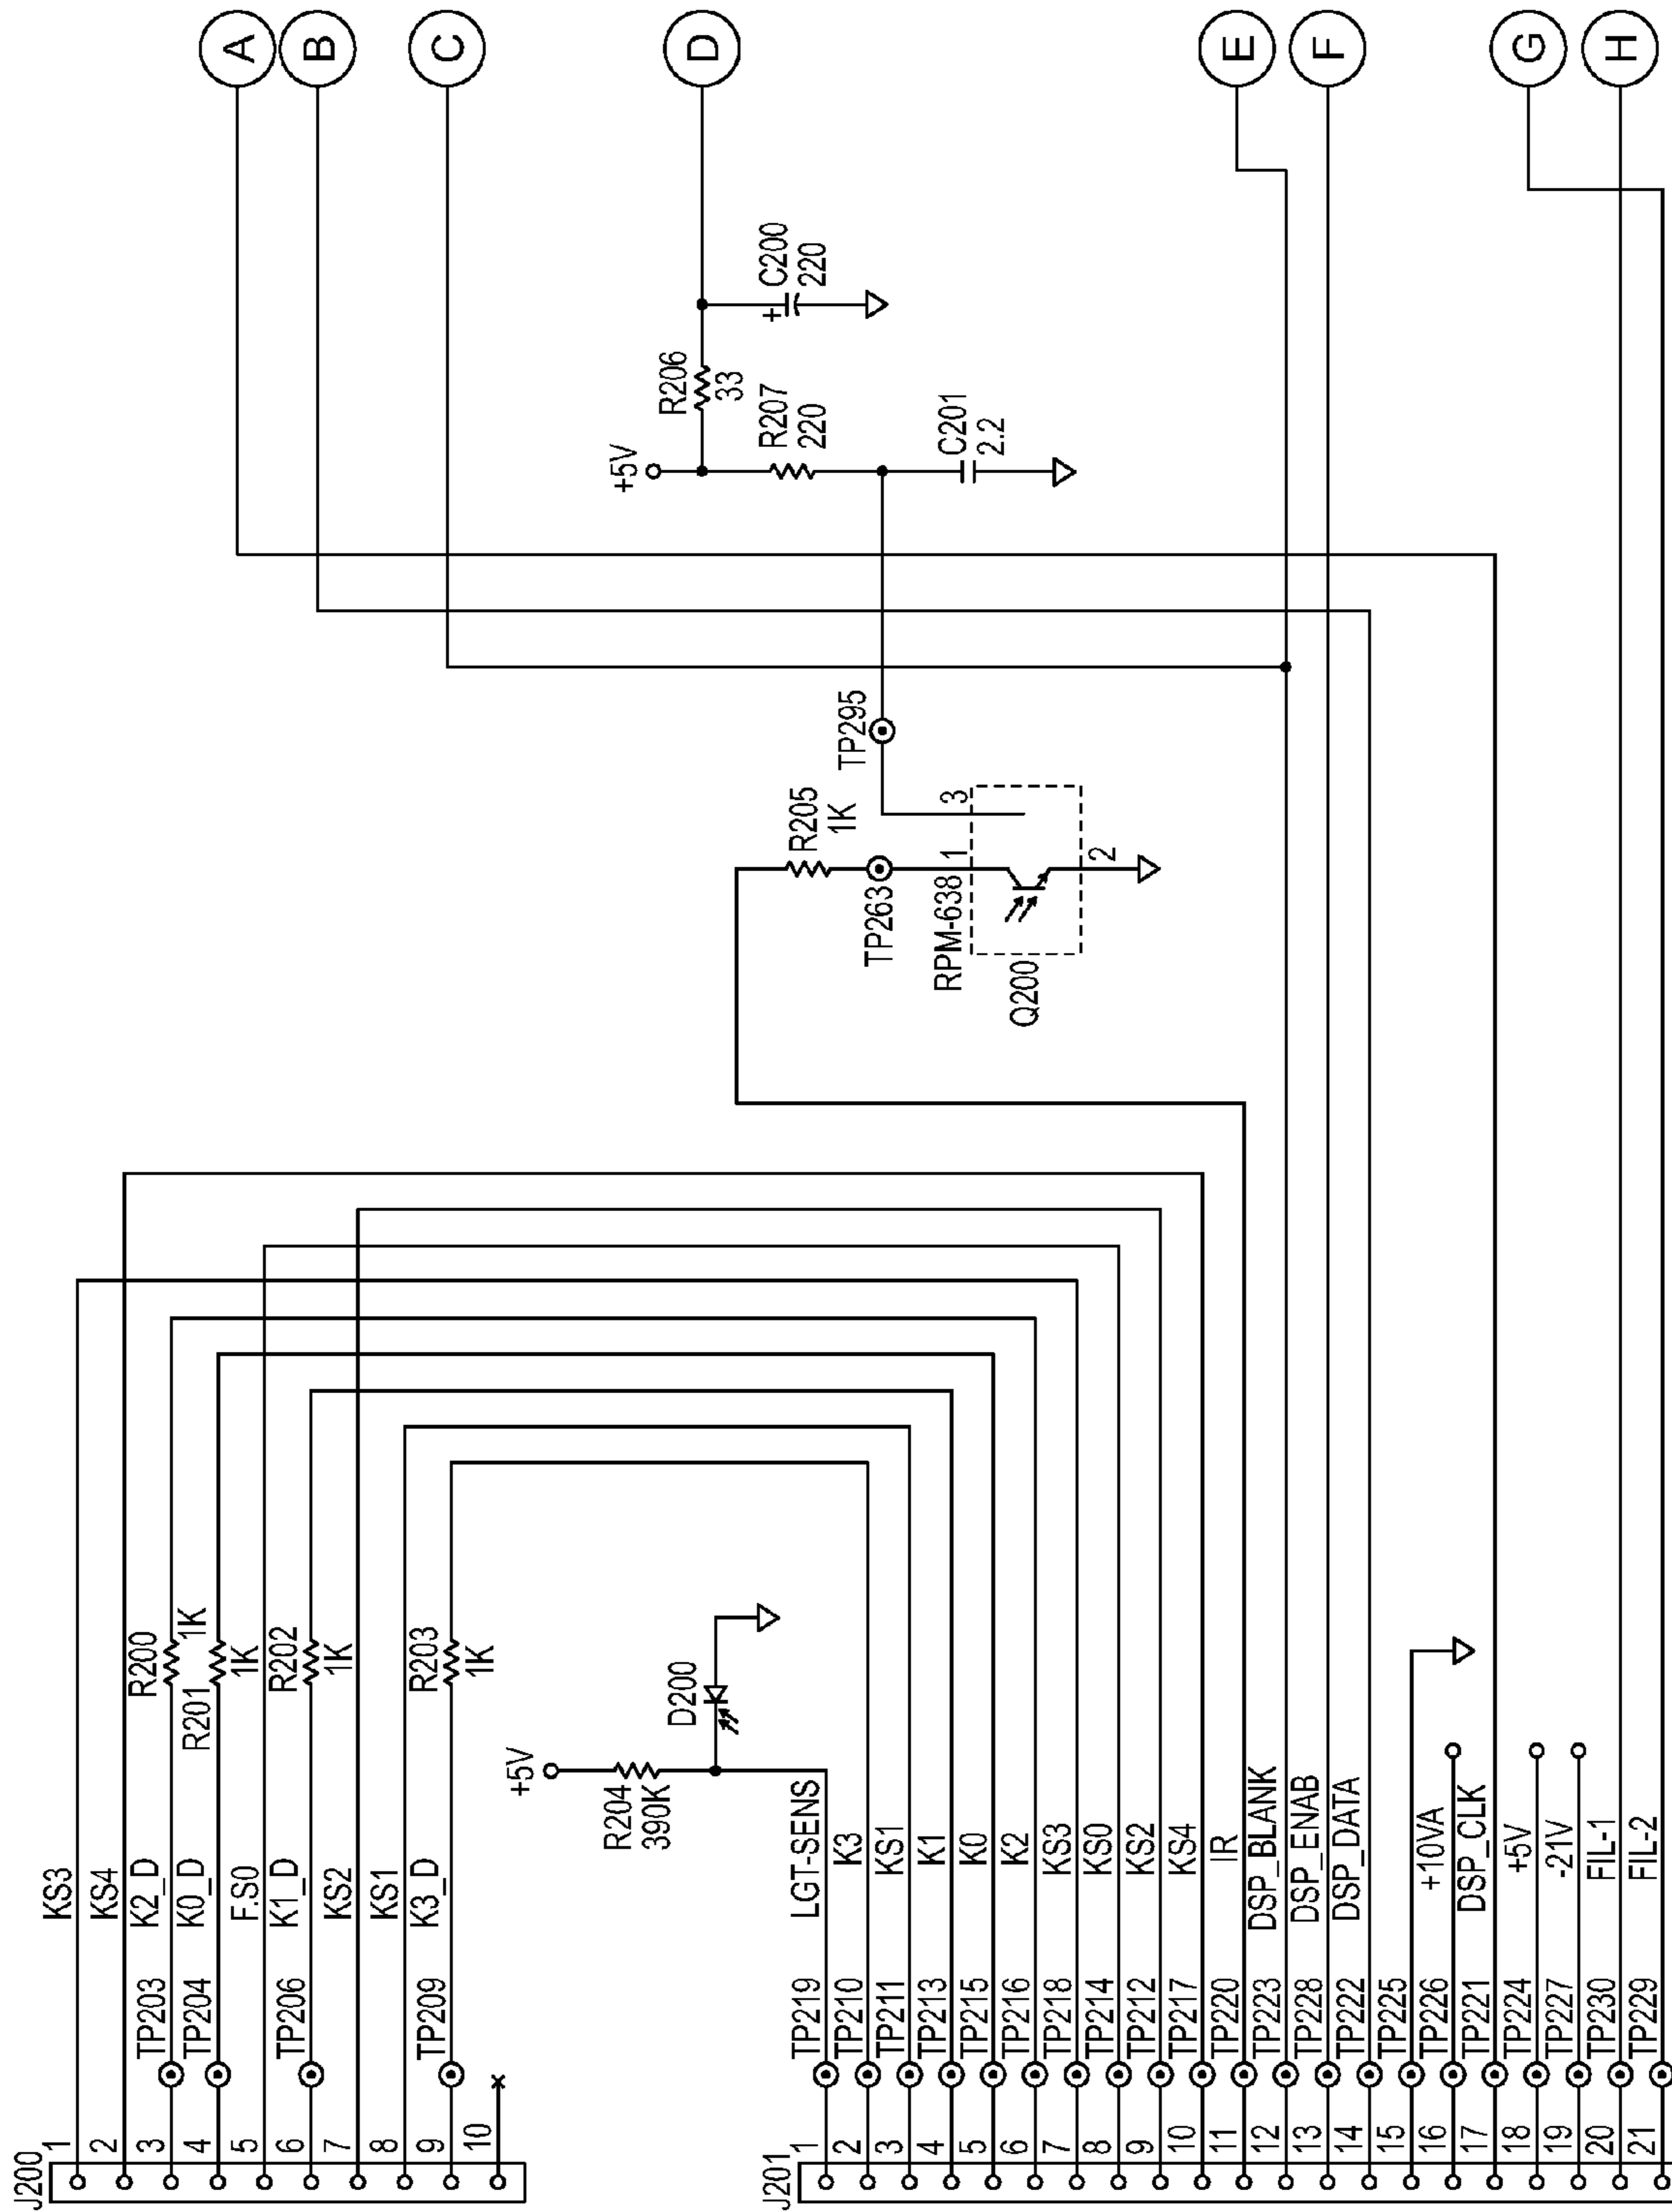 J200
1 KS3
2 KS4
3 TP203 K2_D R200 1K
4 TP204 K0_D R201 1K
5 F.S0
6 TP206 K1_D R202 1K
7 KS2
8 KS1
9 TP209 K3_D R203 1K
10
+5V
R204
390K
D200
J201
1 TP219 LGT-SENS
2 TP210 K3
3 TP211 KS1
4 TP213 K1
5 TP215 K0
6 TP216 K2
7 TP218 KS3
8 TP214 KS0
9 TP212 KS2
10 TP217 KS4
11 TP220 IR
12 TP223 DSP_BLANK
13 TP228 DSP_ENAB
14 TP222 DSP_DATA
15 TP225
16 TP226 +10VA
17 TP221 DSP_CLK
18 TP224 +5V
19 TP227 -21V
20 TP230 FIL-1
21 TP229 FIL-2
R205
1K
TP263
TP295
RPM-638
1
3
2
Q200
+5V
R206
33
R207
220
C200
+
220
C201
2.2
A
B
C
D
E
F
G
H